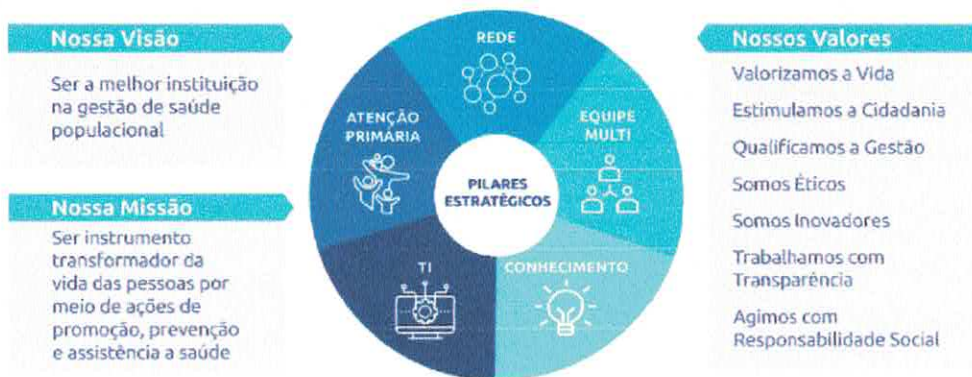 Nossa Visão
Ser a melhor instituição
na gestão de saúde
populacional
Nossa Missão
Ser instrumento
transformador da
vida das pessoas por
meio de ações de
promoção, prevenção
e assistência a saúde
REDE
EQUIPE
MULTI
CONHECIMENTO
TI
ATENÇÃO
PRIMÁRIA
PILARES
ESTRATÉGICOS
Nossos Valores
Valorizamos a Vida
Estimulamos a Cidadania
Qualificamos a Gestão
Somos Éticos
Somos Inovadores
Trabalhamos com
Transparência
Agimos com
Responsabilidade Social